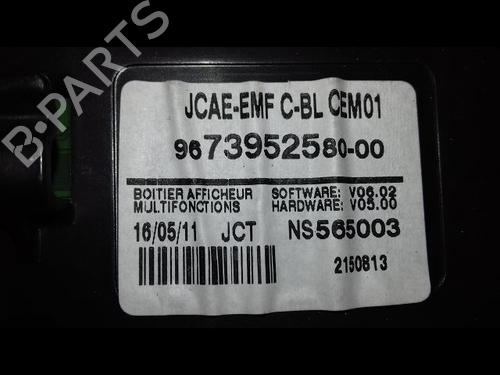 B-PARTS
JCAE-EMF C-BL CEM01
9673952580-00
BOITIER AFFICHEUR SOFTWARE: V06.02
MULTIFONCTIONS HARDWARE: V05.00
16/05/11 JCT NS565003
2150813